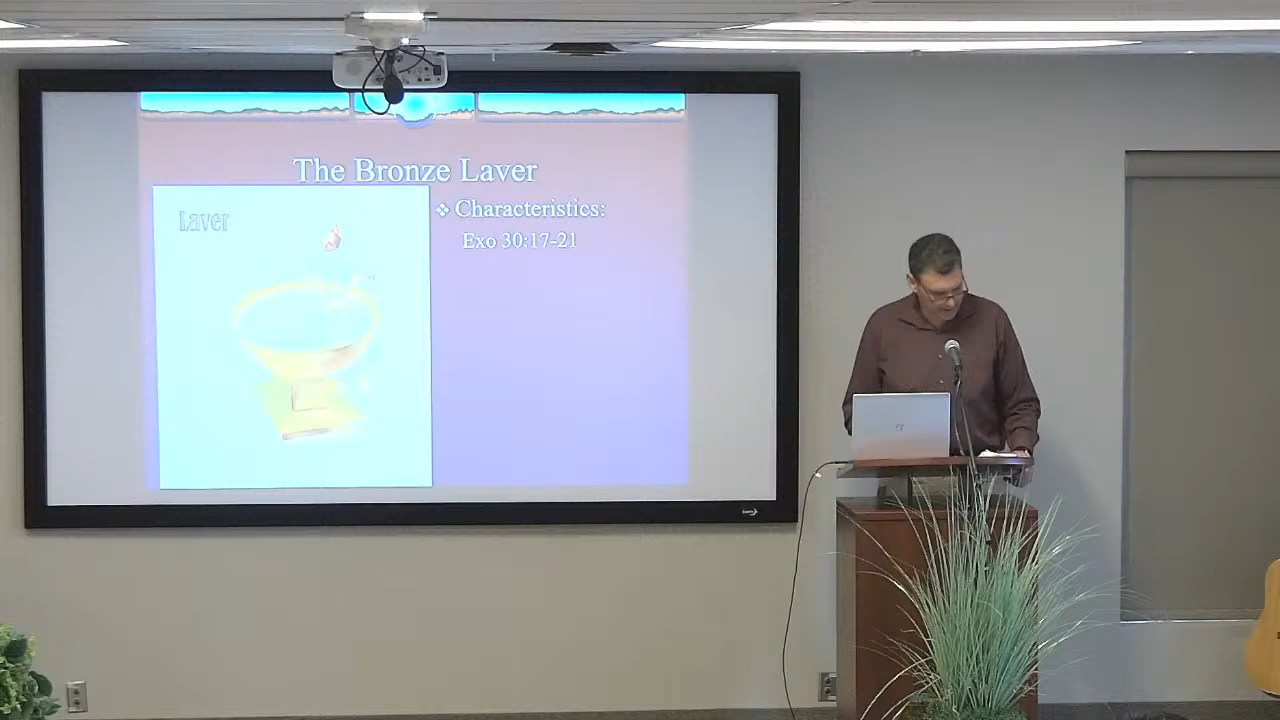 The Bronze Laver
Laver
❖ Characteristics:
Exo 30:17-21